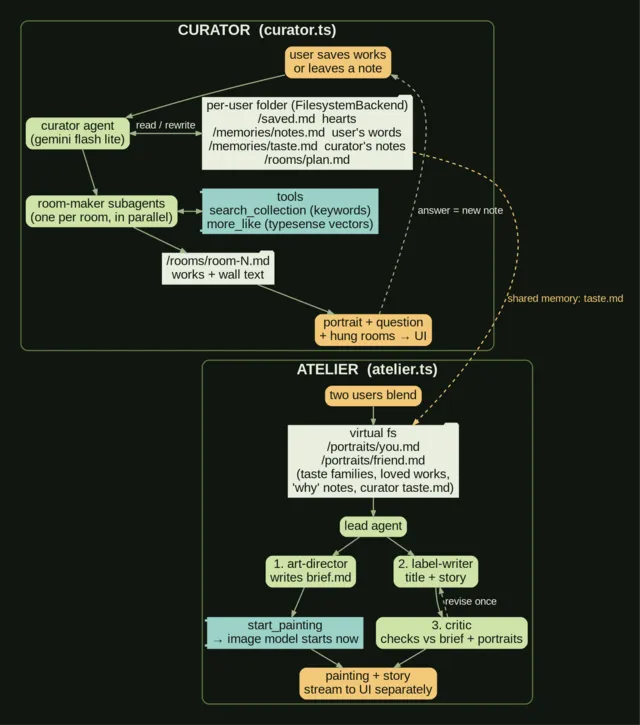 CURATOR (curator.ts)
user saves works
or leaves a note
curator agent
(gemini flash lite)
read / rewrite
per-user folder (FilesystemBackend)
/saved.md hearts
/memories/notes.md user's words
/memories/taste.md curator's notes
/rooms/plan.md
room-maker subagents
(one per room, in parallel)
tools
search_collection (keywords)
more_like (typesense vectors)
answer = new note
/rooms/room-N.md
works + wall text
shared memory: taste.md
portrait + question
+ hung rooms → UI
ATELIER (atelier.ts)
two users blend
virtual fs
/portraits/you.md
/portraits/friend.md
(taste families, loved works,
'why' notes, curator taste.md)
lead agent
1. art-director
writes brief.md
2. label-writer
title + story
revise once
start_painting
→ image model starts now
3. critic
checks vs brief + portraits
painting + story
stream to UI separately